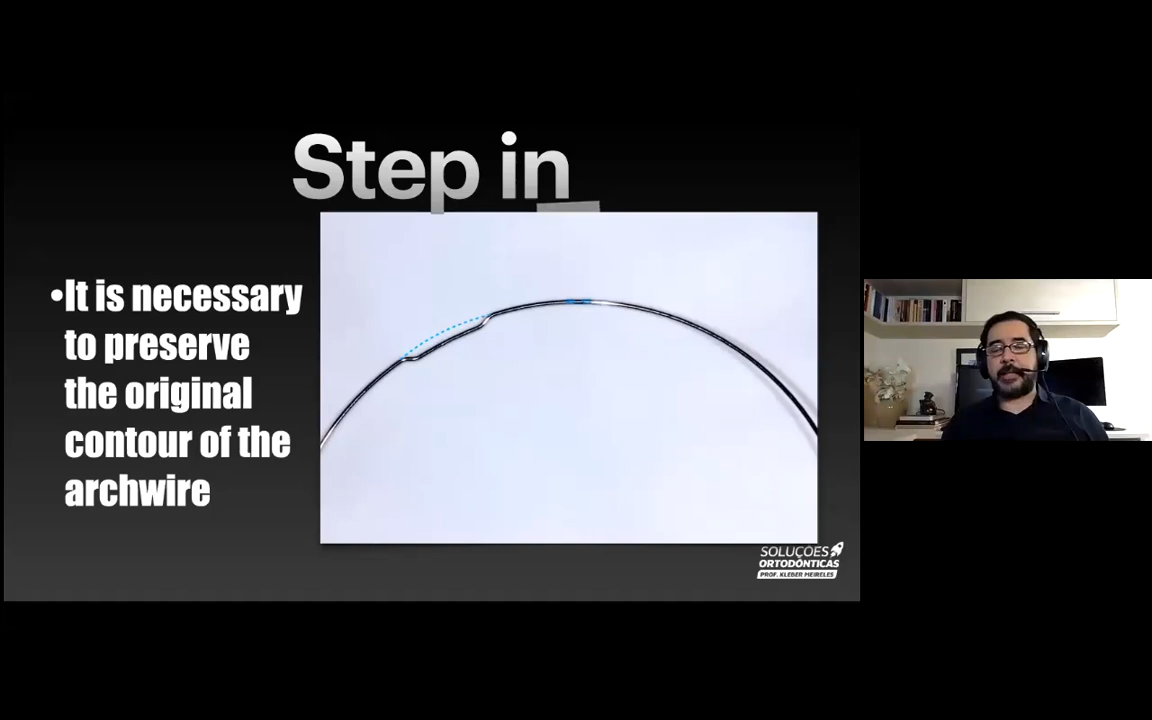 Step in
•It is necessary
to preserve
the original
contour of the
archwire
SOLUÇÕES
ORTODÔNTICAS
PROF. KLEBER MEIRELES